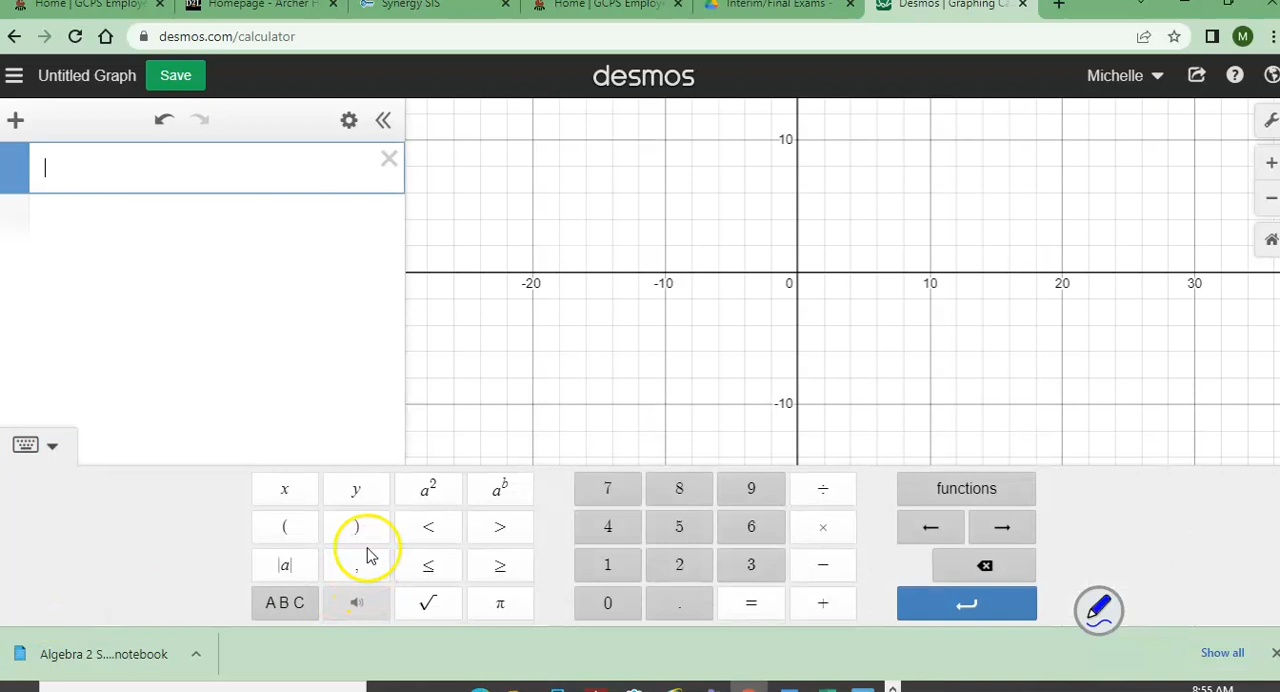 Home | GCPS Employ
D2L Homepage - Archer H
Synergy SIS
Home | GCPS Employ
Interim/Final Exams -
Desmos | Graphing Ca
desmos.com/calculator
M
Untitled Graph
Save
desmos
Michelle
10
-20
-10
0
10
20
30
-10
x y a² aᵇ 7 8 9 ÷ functions
( ) < > 4 5 6 × ← →
|a| , ≤ ≥ 1 2 3 −
A B C √ π 0 . = +
Algebra 2 S....notebook
Show all
8:55 AM